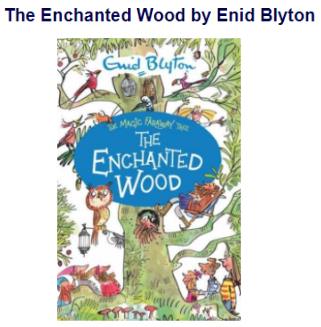 The Enchanted Wood by Enid Blyton
Enid Blyton
THE MAGIC FARAWAY TREE
THE
ENCHANTED
WOOD